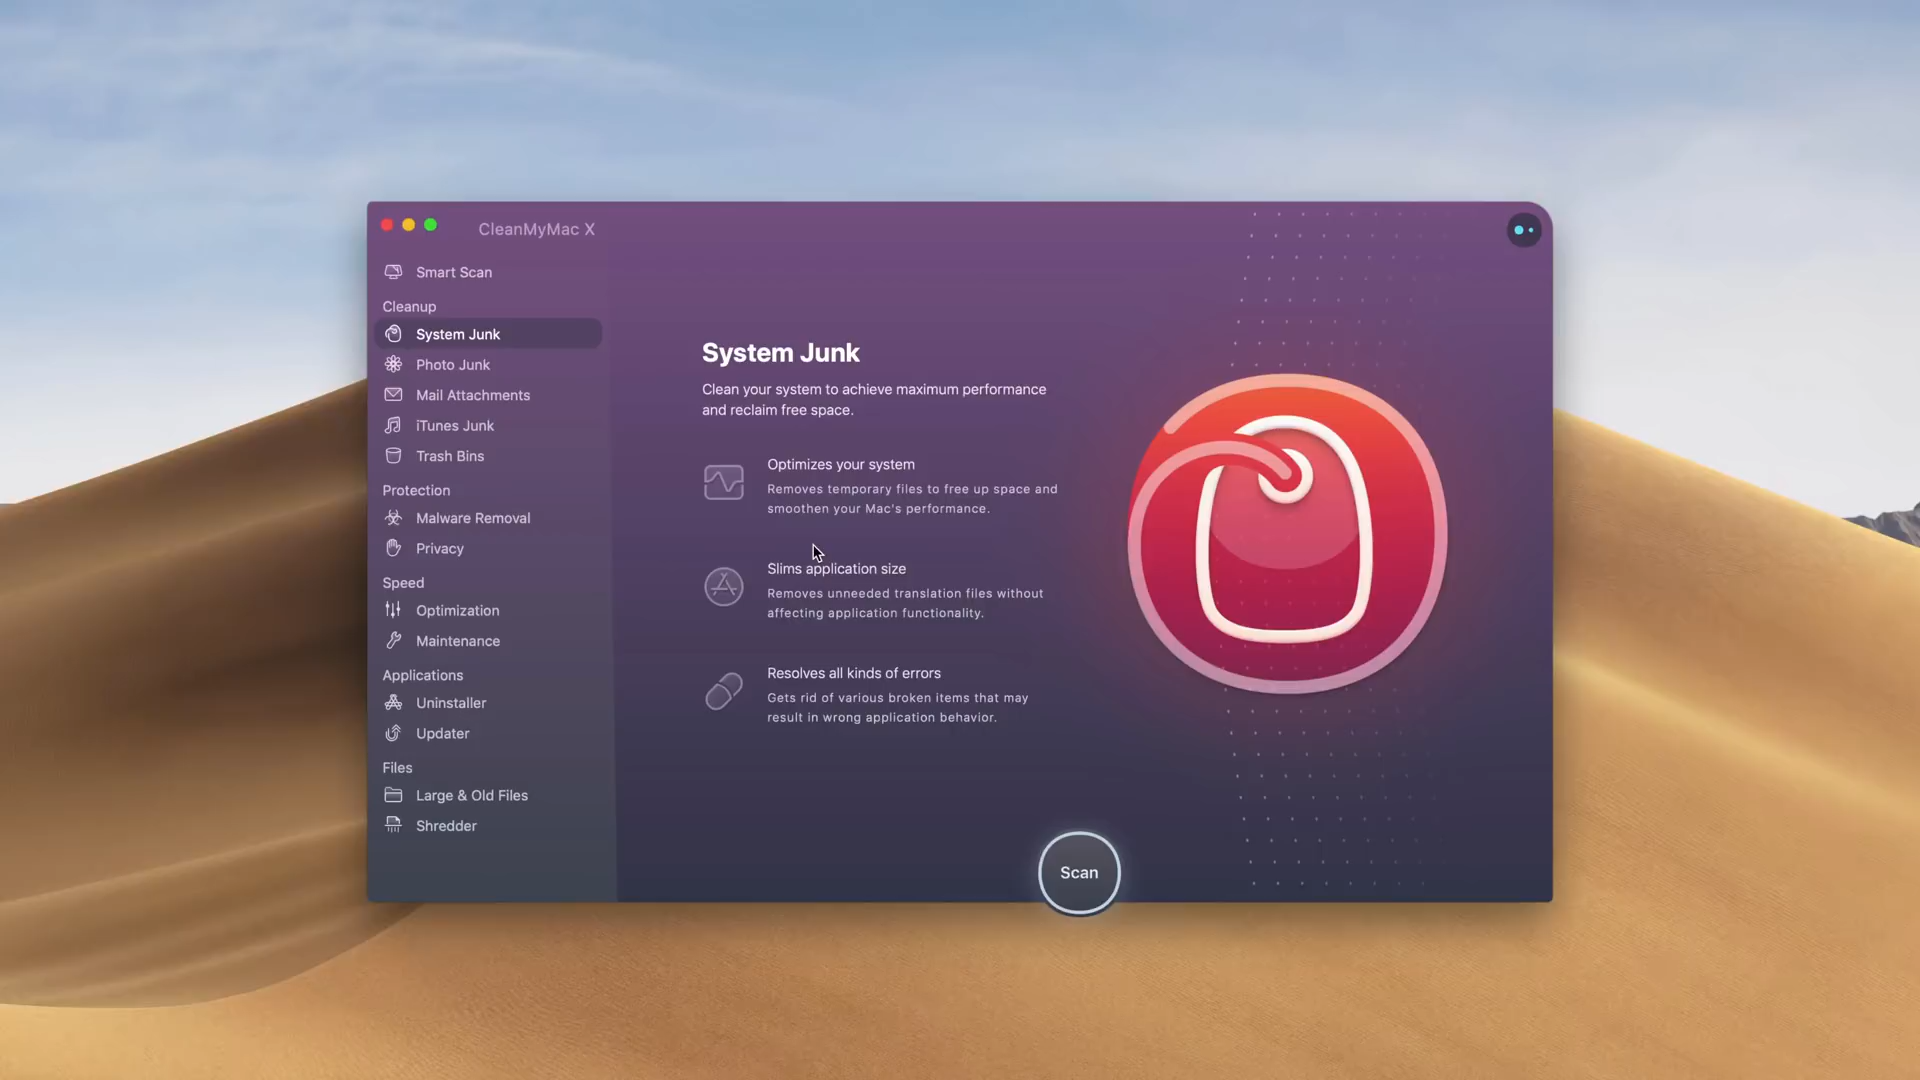 CleanMyMac X
Smart Scan
Cleanup
System Junk
Photo Junk
Mail Attachments
iTunes Junk
Trash Bins
Protection
Malware Removal
Privacy
Speed
Optimization
Maintenance
Applications
Uninstaller
Updater
Files
Large & Old Files
Shredder
System Junk
Clean your system to achieve maximum performance
and reclaim free space.
Optimizes your system
Removes temporary files to free up space and
smoothen your Mac's performance.
Slims application size
Removes unneeded translation files without
affecting application functionality.
Resolves all kinds of errors
Gets rid of various broken items that may
result in wrong application behavior.
Scan